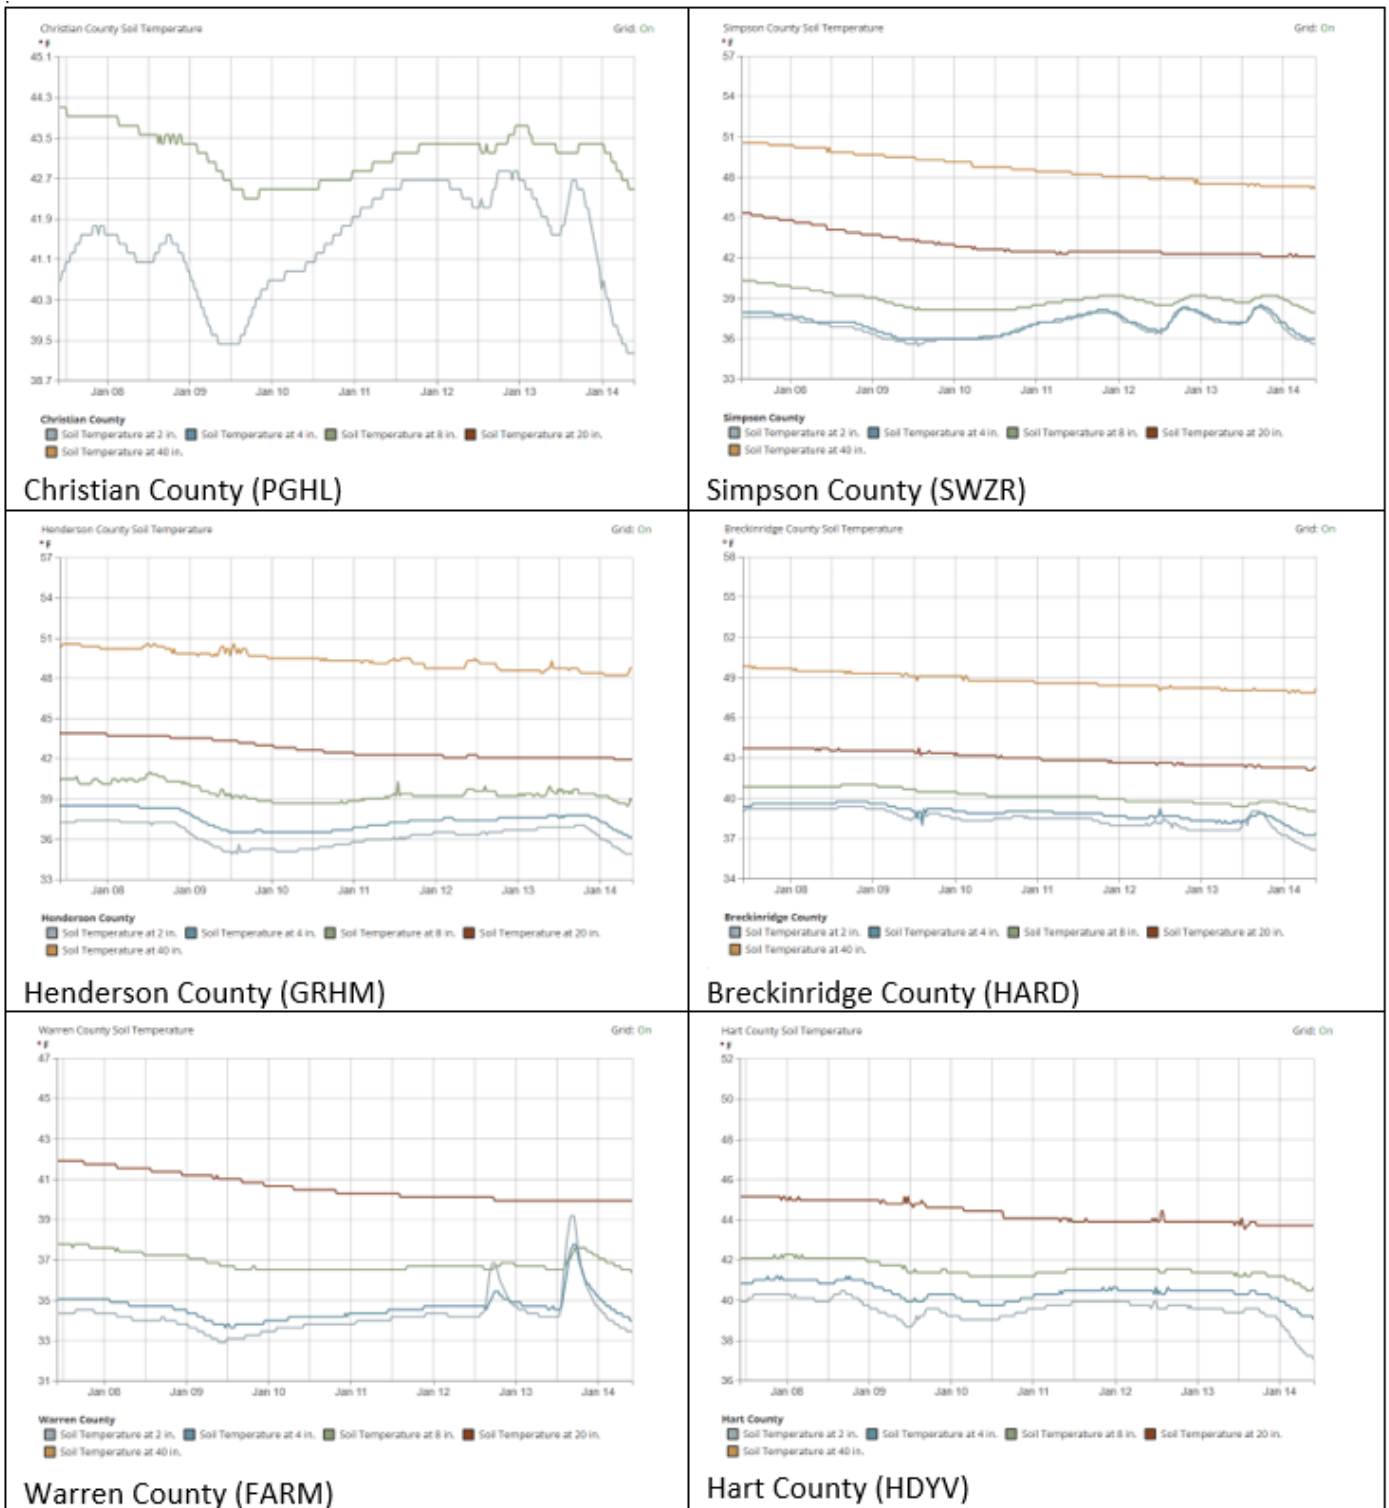 Christian County Soil Temperature Grid: On
°F
45.1
44.3
43.5
42.7
41.9
41.1
40.3
39.5
38.7
Jan 08 Jan 09 Jan 10 Jan 11 Jan 12 Jan 13 Jan 14
Christian County
Soil Temperature at 2 in. Soil Temperature at 4 in. Soil Temperature at 8 in. Soil Temperature at 20 in.
Soil Temperature at 40 in.
Christian County (PGHL)
Simpson County Soil Temperature Grid: On
°F
57
54
51
48
45
42
39
36
33
Jan 08 Jan 09 Jan 10 Jan 11 Jan 12 Jan 13 Jan 14
Simpson County
Soil Temperature at 2 in. Soil Temperature at 4 in. Soil Temperature at 8 in. Soil Temperature at 20 in.
Soil Temperature at 40 in.
Simpson County (SWZR)
Henderson County Soil Temperature Grid: On
°F
57
54
51
48
45
42
39
36
33
Jan 08 Jan 09 Jan 10 Jan 11 Jan 12 Jan 13 Jan 14
Henderson County
Soil Temperature at 2 in. Soil Temperature at 4 in. Soil Temperature at 8 in. Soil Temperature at 20 in.
Soil Temperature at 40 in.
Henderson County (GRHM)
Breckinridge County Soil Temperature Grid: On
°F
58
55
52
49
46
43
40
37
34
Jan 08 Jan 09 Jan 10 Jan 11 Jan 12 Jan 13 Jan 14
Breckinridge County
Soil Temperature at 2 in. Soil Temperature at 4 in. Soil Temperature at 8 in. Soil Temperature at 20 in.
Soil Temperature at 40 in.
Breckinridge County (HARD)
Warren County Soil Temperature Grid: On
°F
47
45
43
41
39
37
35
33
31
Jan 08 Jan 09 Jan 10 Jan 11 Jan 12 Jan 13 Jan 14
Warren County
Soil Temperature at 2 in. Soil Temperature at 4 in. Soil Temperature at 8 in. Soil Temperature at 20 in.
Soil Temperature at 40 in.
Warren County (FARM)
Hart County Soil Temperature Grid: On
°F
52
50
48
46
44
42
40
38
36
Jan 08 Jan 09 Jan 10 Jan 11 Jan 12 Jan 13 Jan 14
Hart County
Soil Temperature at 2 in. Soil Temperature at 4 in. Soil Temperature at 8 in. Soil Temperature at 20 in.
Soil Temperature at 40 in.
Hart County (HDYV)